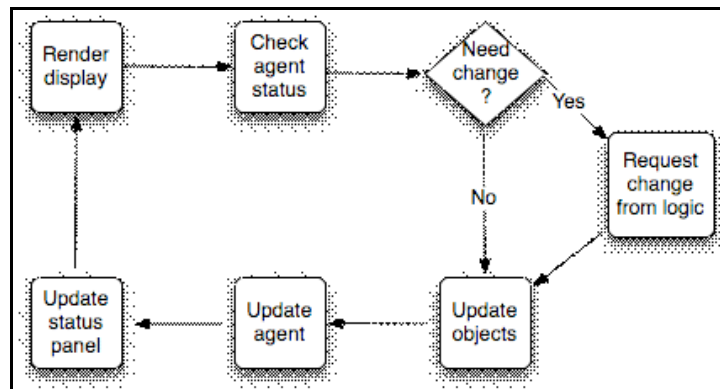 Render
display
Check
agent
status
Need
change
?
Yes
Request
change
from logic
No
Update
status
panel
Update
agent
Update
objects